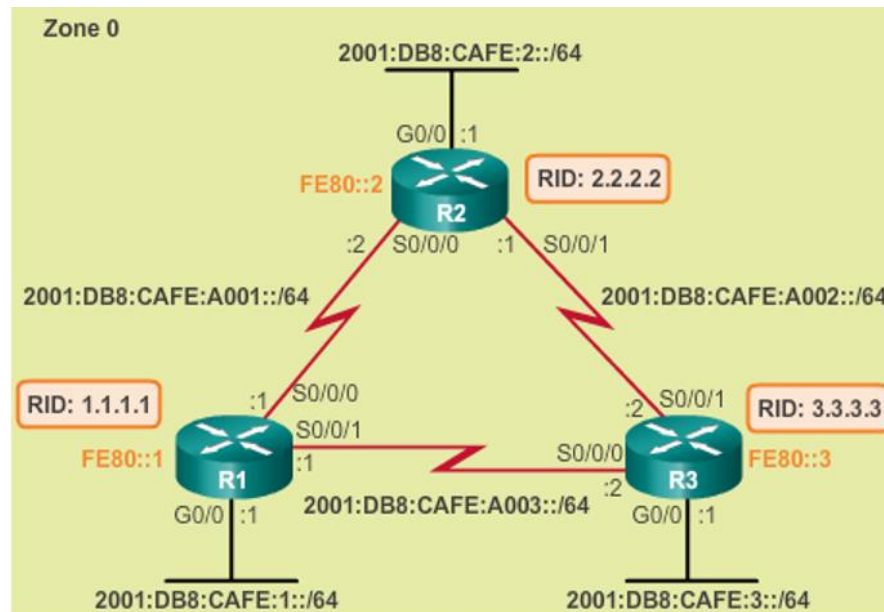 Zone 0
2001:DB8:CAFE:2::/64
G0/0 :1
FE80::2
RID: 2.2.2.2
R2
:2 S0/0/0 :1 S0/0/1
2001:DB8:CAFE:A001::/64
2001:DB8:CAFE:A002::/64
RID: 1.1.1.1
:1 S0/0/0
S0/0/1
:1
FE80::1
R1
:2 S0/0/1
RID: 3.3.3.3
S0/0/0
:2
FE80::3
R3
G0/0 :1
2001:DB8:CAFE:A003::/64
G0/0 :1
2001:DB8:CAFE:1::/64
2001:DB8:CAFE:3::/64